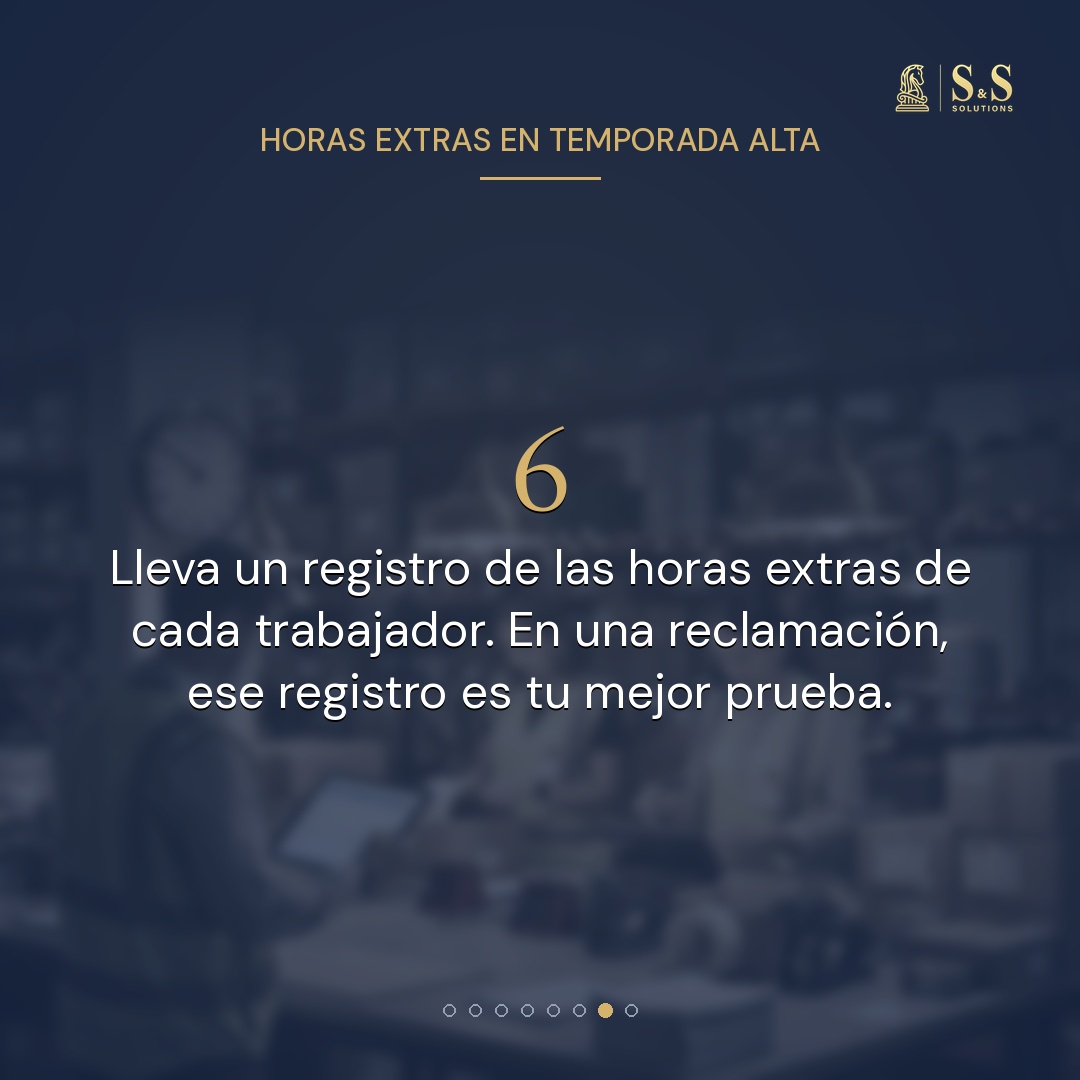 S&S
SOLUTIONS
HORAS EXTRAS EN TEMPORADA ALTA
6
Lleva un registro de las horas extras de
cada trabajador. En una reclamación,
ese registro es tu mejor prueba.